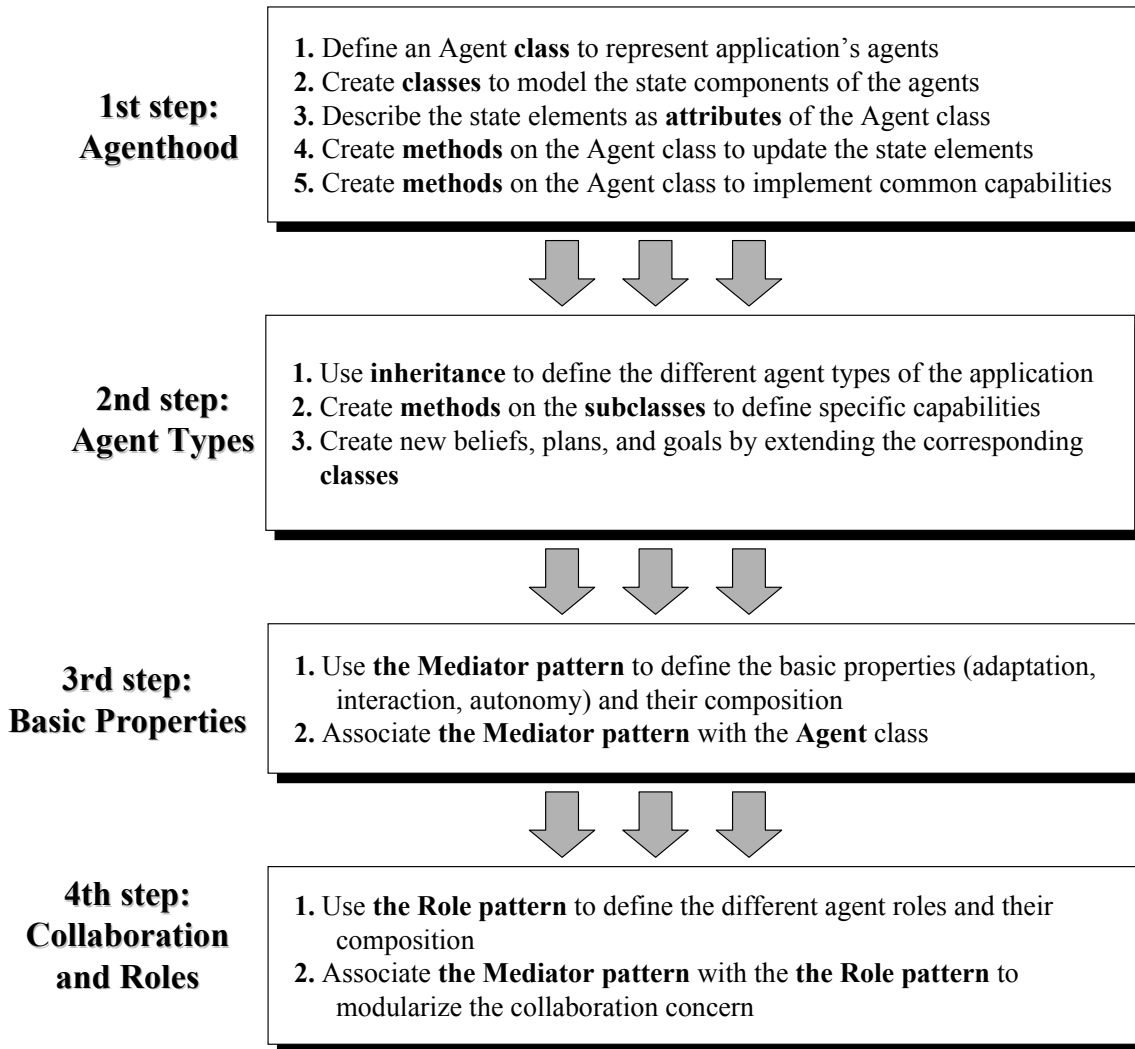 1st step:
Agenthood
1. Define an Agent class to represent application's agents
2. Create classes to model the state components of the agents
3. Describe the state elements as attributes of the Agent class
4. Create methods on the Agent class to update the state elements
5. Create methods on the Agent class to implement common capabilities
2nd step:
Agent Types
1. Use inheritance to define the different agent types of the application
2. Create methods on the subclasses to define specific capabilities
3. Create new beliefs, plans, and goals by extending the corresponding
classes
3rd step:
Basic Properties
1. Use the Mediator pattern to define the basic properties (adaptation,
interaction, autonomy) and their composition
2. Associate the Mediator pattern with the Agent class
4th step:
Collaboration
and Roles
1. Use the Role pattern to define the different agent roles and their
composition
2. Associate the Mediator pattern with the the Role pattern to
modularize the collaboration concern